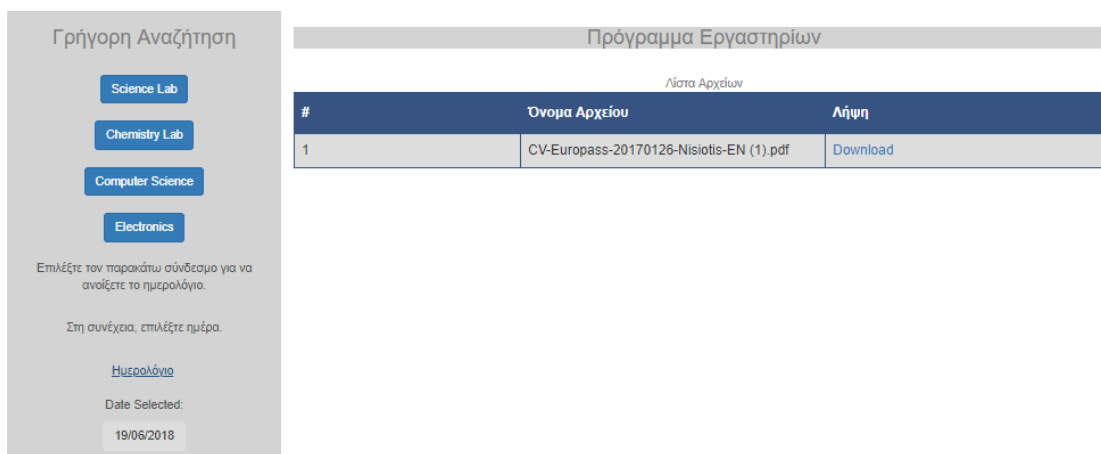 Γρήγορη Αναζήτηση
Science Lab
Chemistry Lab
Computer Science
Electronics
Επιλέξτε τον παρακάτω σύνδεσμο για να
ανοίξετε το ημερολόγιο.
Στη συνέχεια, επιλέξτε ημέρα.
Ημερολόγιο
Date Selected:
19/06/2018
Πρόγραμμα Εργαστηρίων
Λίστα Αρχείων
# Όνομα Αρχείου Λήψη
1 CV-Europass-20170126-Nisiotis-EN (1).pdf Download